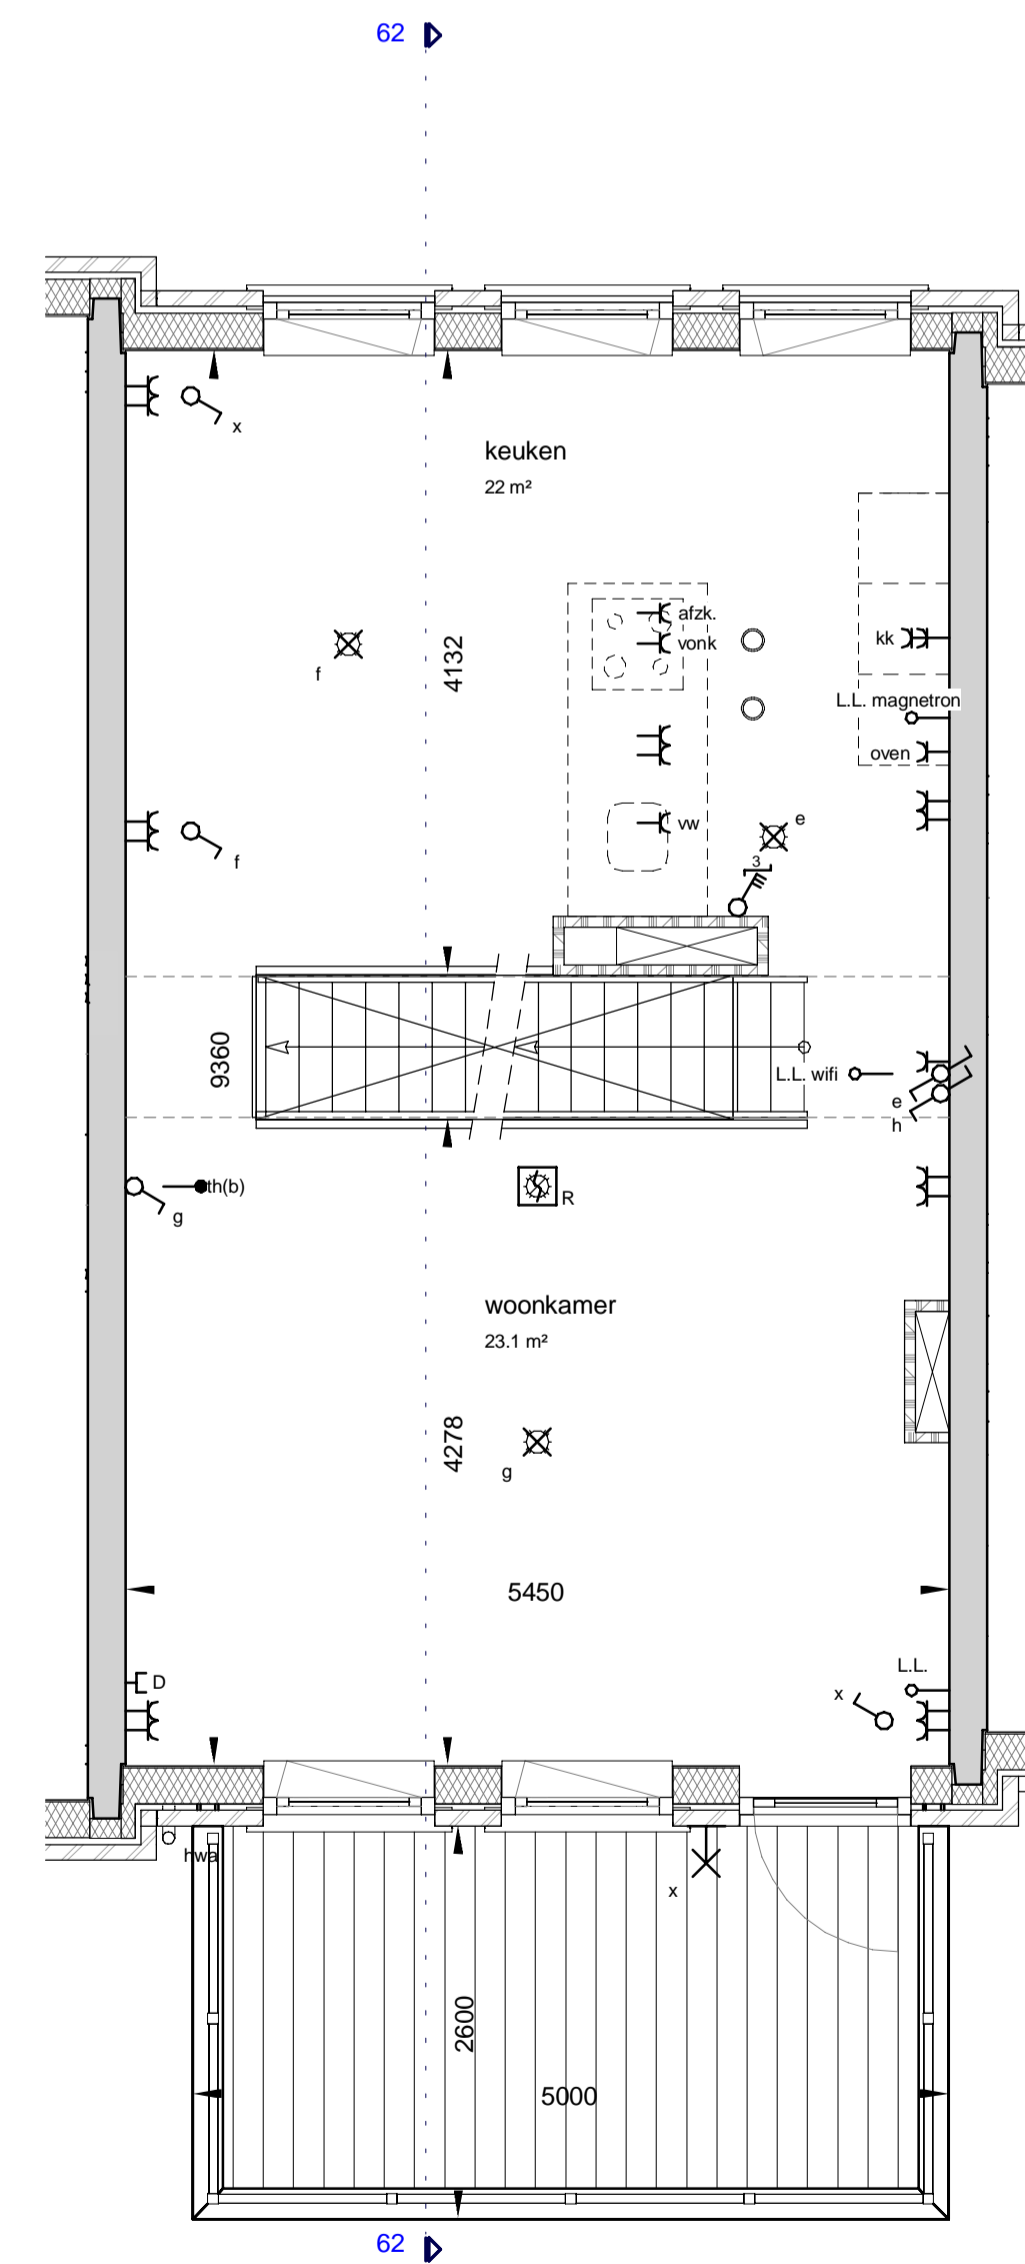 62
x
keuken
22 m²
afzk.
vonk
kk
f
4132
L.L. magnetron
oven
vw
e
f
3
9360
L.L. wifi
e
h
th(b)
g
R
woonkamer
23.1 m²
4278
g
5450
L.L.
D
x
hwa
x
2600
5000
62